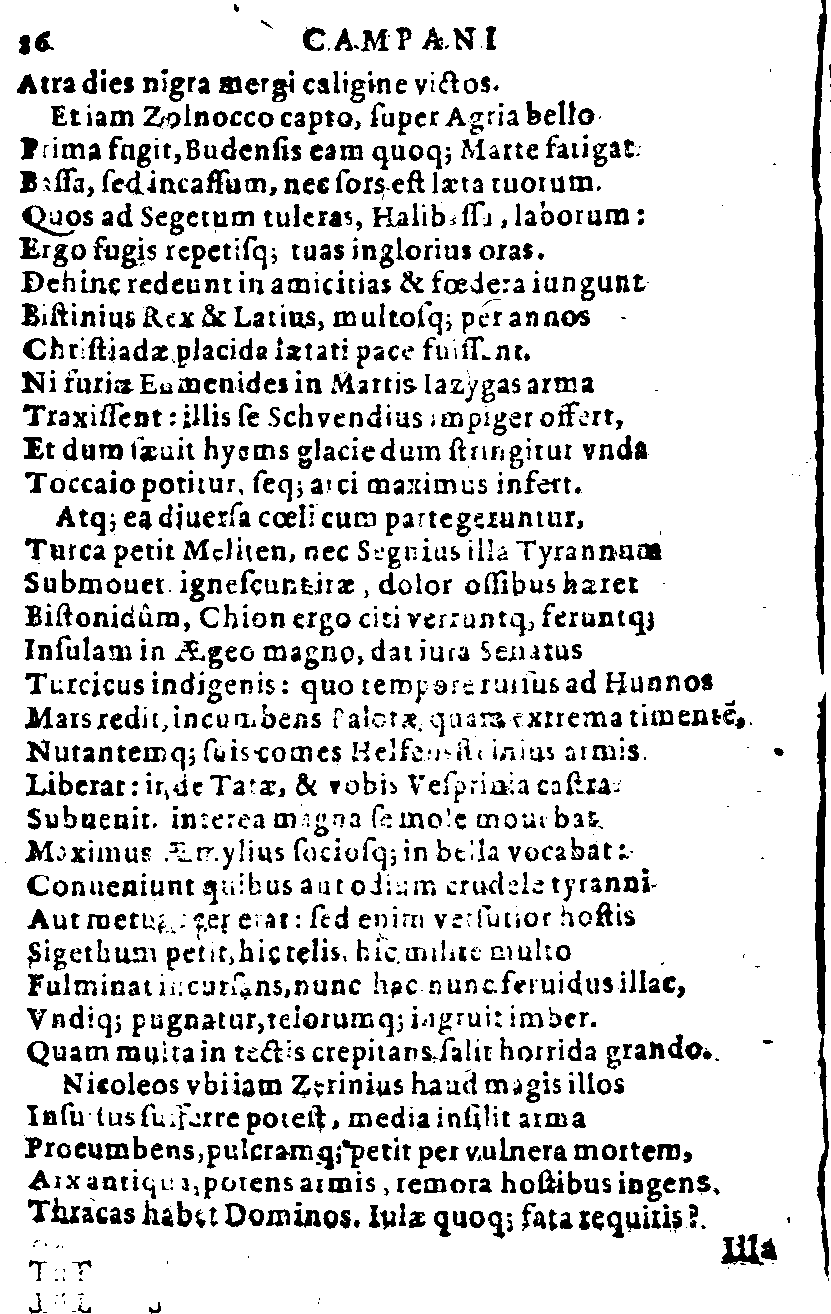 16 CAMPANI
Atra dies nigra mergi caligine victos.
Et iam Zolnocco capto, ſuper Agria bello
Prima fugit, Budenſis eam quoq; Marte fatigat
Baſſa, ſed incaſſum, nec ſors eſt læta tuorum.
Quos ad Segetum tuleras, Halibaſſa, laborum:
Ergo fugis repetiſq; tuas inglorius oras.
Dehinc redeunt in amicitias & fœdera iungunt
Biſtinius Rex & Latius, multoſq; per annos
Chriſtiadæ placida lætati pace fuiſſent.
Ni furiæ Eumenides in Martis Iazygas arma
Traxiſſent: illis ſe Schvendius impiger offert,
Et dum ſæuit hyems glacie dum ſtringitur vnda
Toccaio potitur, ſeq; arci maximus infert.
Atq; ea diuerſa cœli cum parte geruntur,
Turca petit Meliten, nec Segnius illa Tyrannum
Submouet. igneſcunt iræ, dolor oſſibus hæret
Biſtonidûm, Chion ergo citi verruntq, feruntq;
Inſulam in Ægeo magno, dat iura Senatus
Turcicus indigenis: quo tempore rurſus ad Hunnos
Mars redit, incumbens Palotæ, quam extrema timentē,
Nutantemq; ſuis comes Helfenſteinius armis.
Liberat: inde Tatæ, & vobis Veſprinia caſtra
Subuenit. interea magna ſe mole mouebat
Maximus Æmylius ſocioſq; in bella vocabat:
Conueniunt quibus aut odium crudele tyranni
Aut metus erat: ſed enim verſutior hoſtis
Sigethum petit, hic telis, hic milite multo
Fulminat incurſans, nunc hac nunc feruidus illac,
Vndiq; pugnatur, telorumq; ingruit imber.
Quam multa in tectis crepitans ſalit horrida grando.
Nicoleos vbi iam Zerinius haud magis illos
Inſultus ſufferre poteſt, media inſilit arma
Procumbens, pulcramq; petit per vulnera mortem,
Arx antiqua, potens armis, remora hoſtibus ingens,
Thracas habet Dominos. Iulæ quoq; fata requiris?
Illa